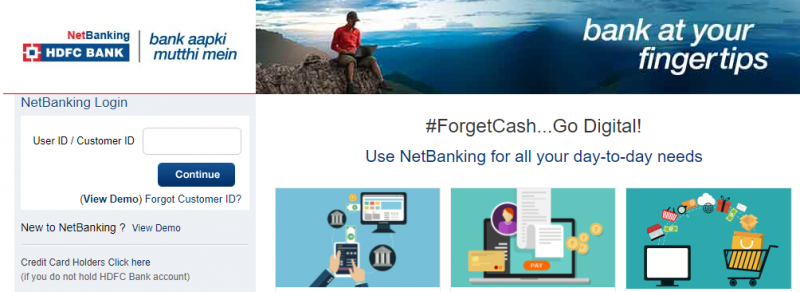 NetBanking
HDFC BANK
bank aapki
mutthi mein
bank at your
fingertips
NetBanking Login
User ID / Customer ID
Continue
(View Demo) Forgot Customer ID?
New to NetBanking ? View Demo
Credit Card Holders Click here
(if you do not hold HDFC Bank account)
#ForgetCash...Go Digital!
Use NetBanking for all your day-to-day needs
PAY